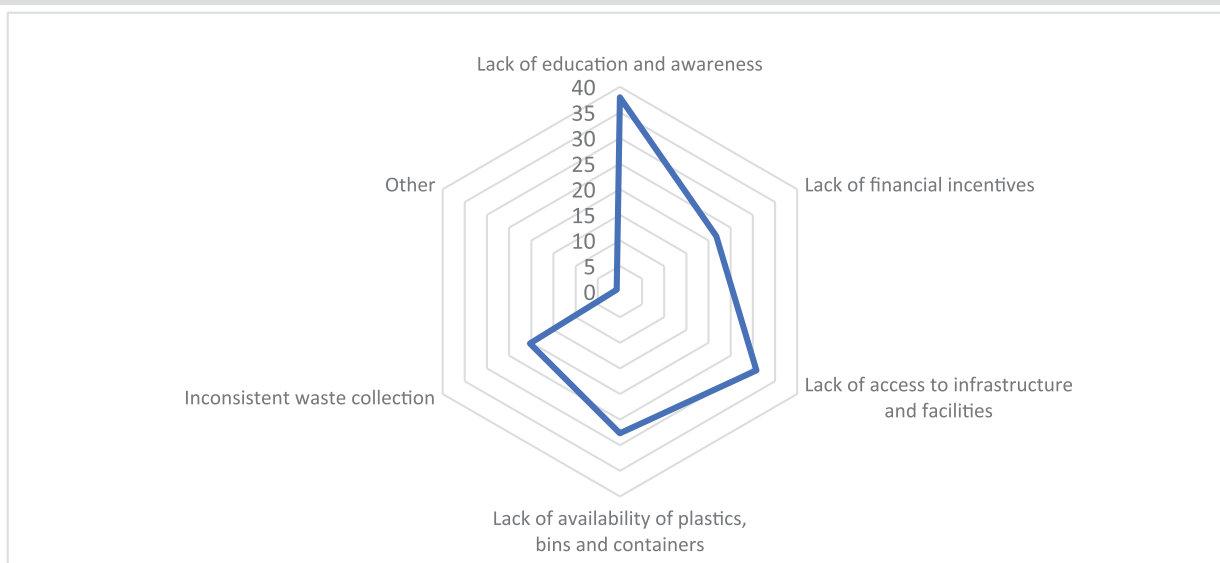 Lack of education and awareness
40
35
30
25
20
15
10
5
0
Other
Lack of financial incentives
Inconsistent waste collection
Lack of access to infrastructure
and facilities
Lack of availability of plastics,
bins and containers